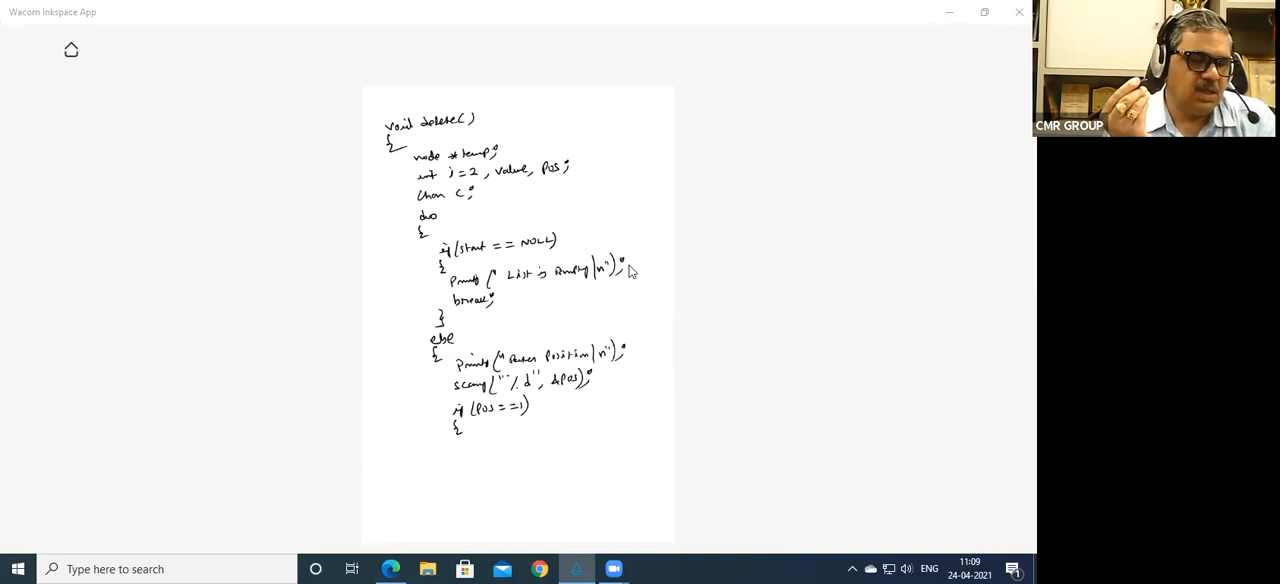 Wacom Inkspace App
CMR GROUP
void delete()
{
node *temp;
int i=2, value, pos;
char c;
do
{
if(start == NULL)
{
printf(" List is Empty\n");
break;
}
else
{
printf("Enter Position\n");
scanf("%d", &pos);
if (pos==1)
{
Type here to search
ENG
11:09
24-04-2021
1